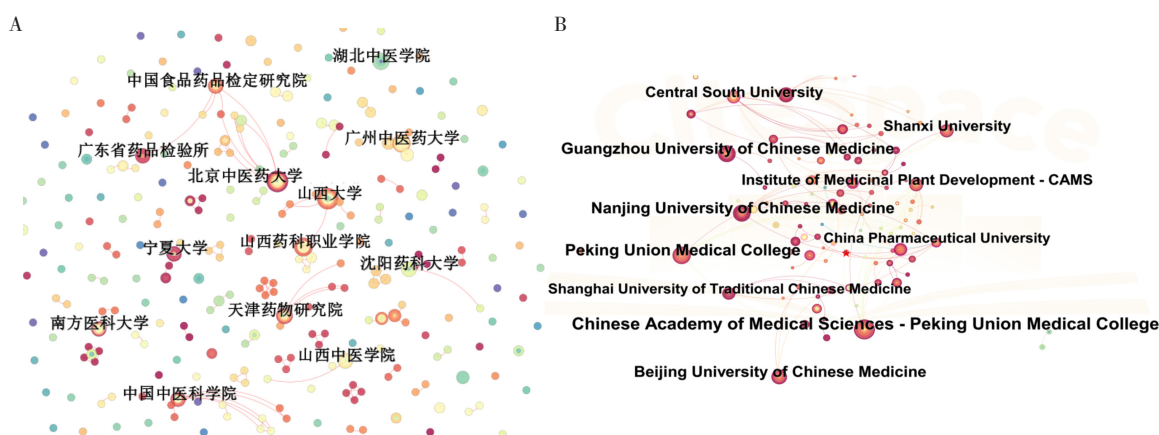 A
湖北中医学院
中国食品药品检定研究院
广州中医药大学
广东省药品检验所
北京中医药大学
山西大学
宁夏大学
山西药科职业学院
沈阳药科大学
天津药物研究院
南方医科大学
山西中医学院
中国中医科学院
B
CiteSpace
Central South University
Shanxi University
Guangzhou University of Chinese Medicine
Institute of Medicinal Plant Development - CAMS
Nanjing University of Chinese Medicine
China Pharmaceutical University
Peking Union Medical College
Shanghai University of Traditional Chinese Medicine
Chinese Academy of Medical Sciences - Peking Union Medical College
Beijing University of Chinese Medicine